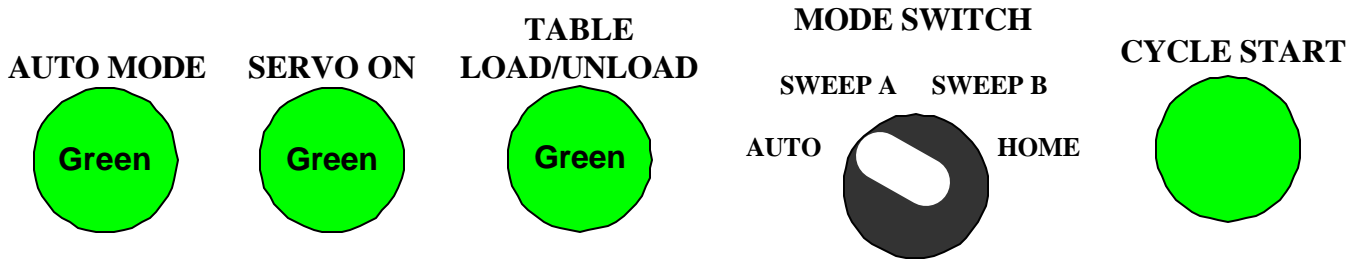 AUTO MODE
Green
SERVO ON
Green
TABLE
LOAD/UNLOAD
Green
MODE SWITCH
SWEEP A
SWEEP B
AUTO
HOME
CYCLE START